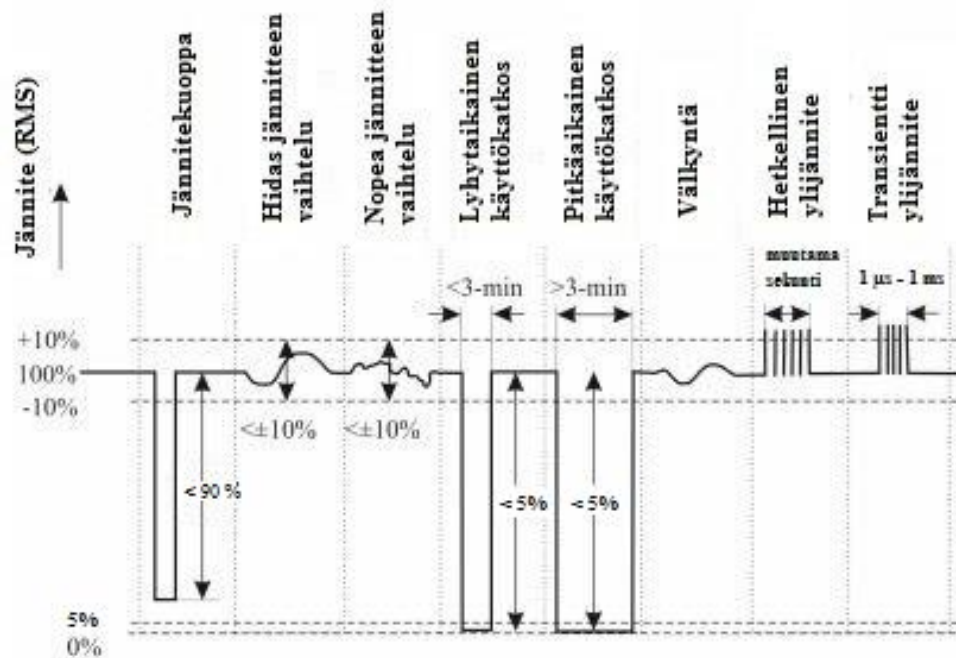 Jännite (RMS)
Jännitekuoppa
Hidas jännitteen
vaihtelu
Nopea jännitteen
vaihtelu
Lyhytaikainen
käyttökatkos
Pitkäaikainen
käyttökatkos
Välkyntä
Hetkellinen
ylijännite
Transientti
ylijännite
<3-min
>3-min
muutama
sekuuti
1 µs - 1 ms
+10%
100%
-10%
<±10%
<±10%
<90 %
<5%
<5%
5%
0%